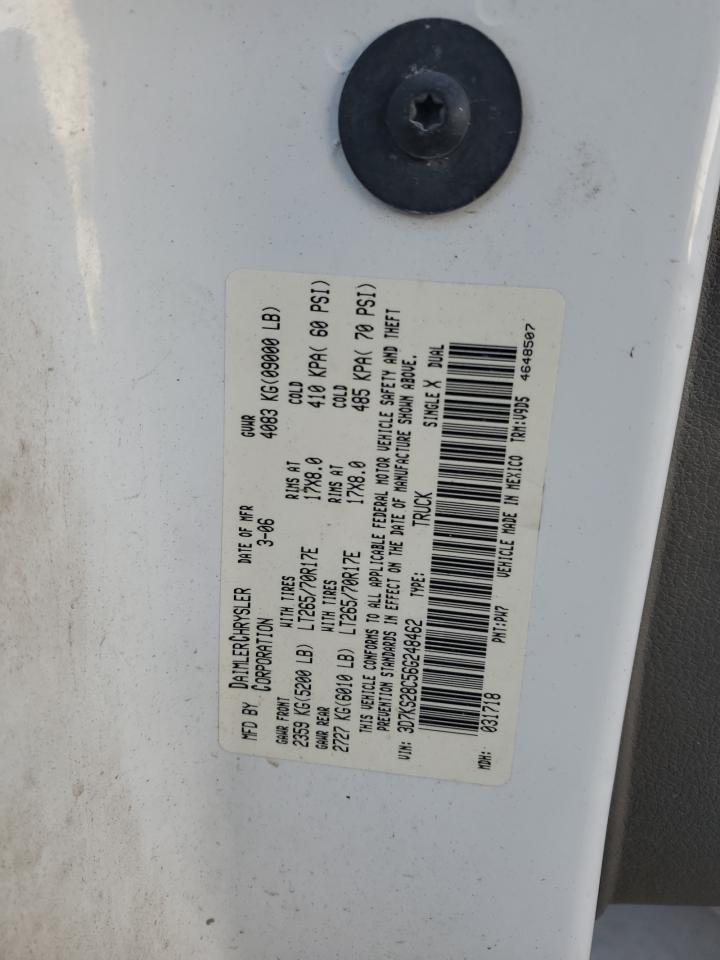 MFD BY DAIMLERCHRYSLER CORPORATION DATE OF MFR 3-06 GVWR 4083 KG(09000 LB)
GAWR FRONT WITH TIRES RIMS AT COLD
2359 KG(5200 LB) LT265/70R17E 17X8.0 410 KPA( 60 PSI)
GAWR REAR WITH TIRES RIMS AT COLD
2727 KG(6010 LB) LT265/70R17E 17X8.0 485 KPA( 70 PSI)
THIS VEHICLE CONFORMS TO ALL APPLICABLE FEDERAL MOTOR VEHICLE SAFETY AND THEFT
PREVENTION STANDARDS IN EFFECT ON THE DATE OF MANUFACTURE SHOWN ABOVE.
VIN: 3D7KS28C56G248462 TYPE: TRUCK SINGLE X DUAL
MDH: 031718 PNT:PW7 VEHICLE MADE IN MEXICO TRM:V9D5 4648507